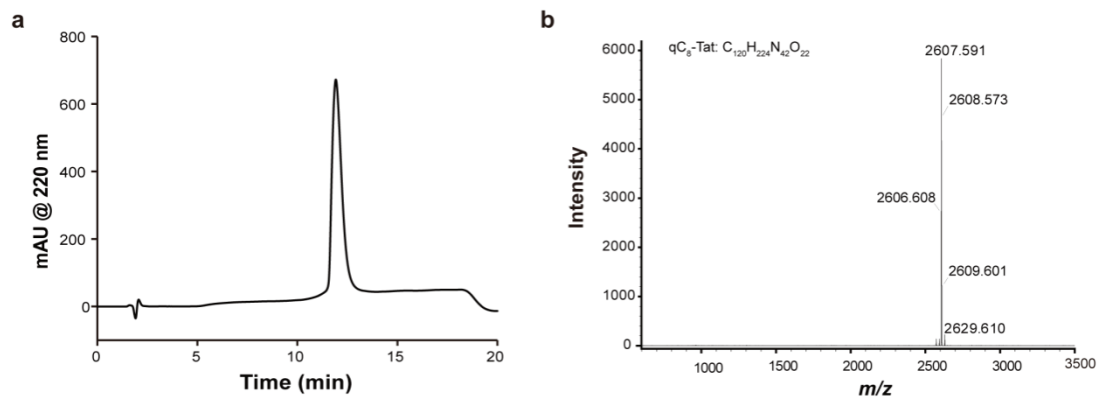 a
800
600
400
200
0
mAU @ 220 nm
0 5 10 15 20
Time (min)
b
qC₈-Tat: C₁₂₀H₂₂₄N₄₂O₂₂
6000
5000
4000
3000
2000
1000
0
Intensity
2607.591
2608.573
2606.608
2609.601
2629.610
1000 1500 2000 2500 3000 3500
m/z